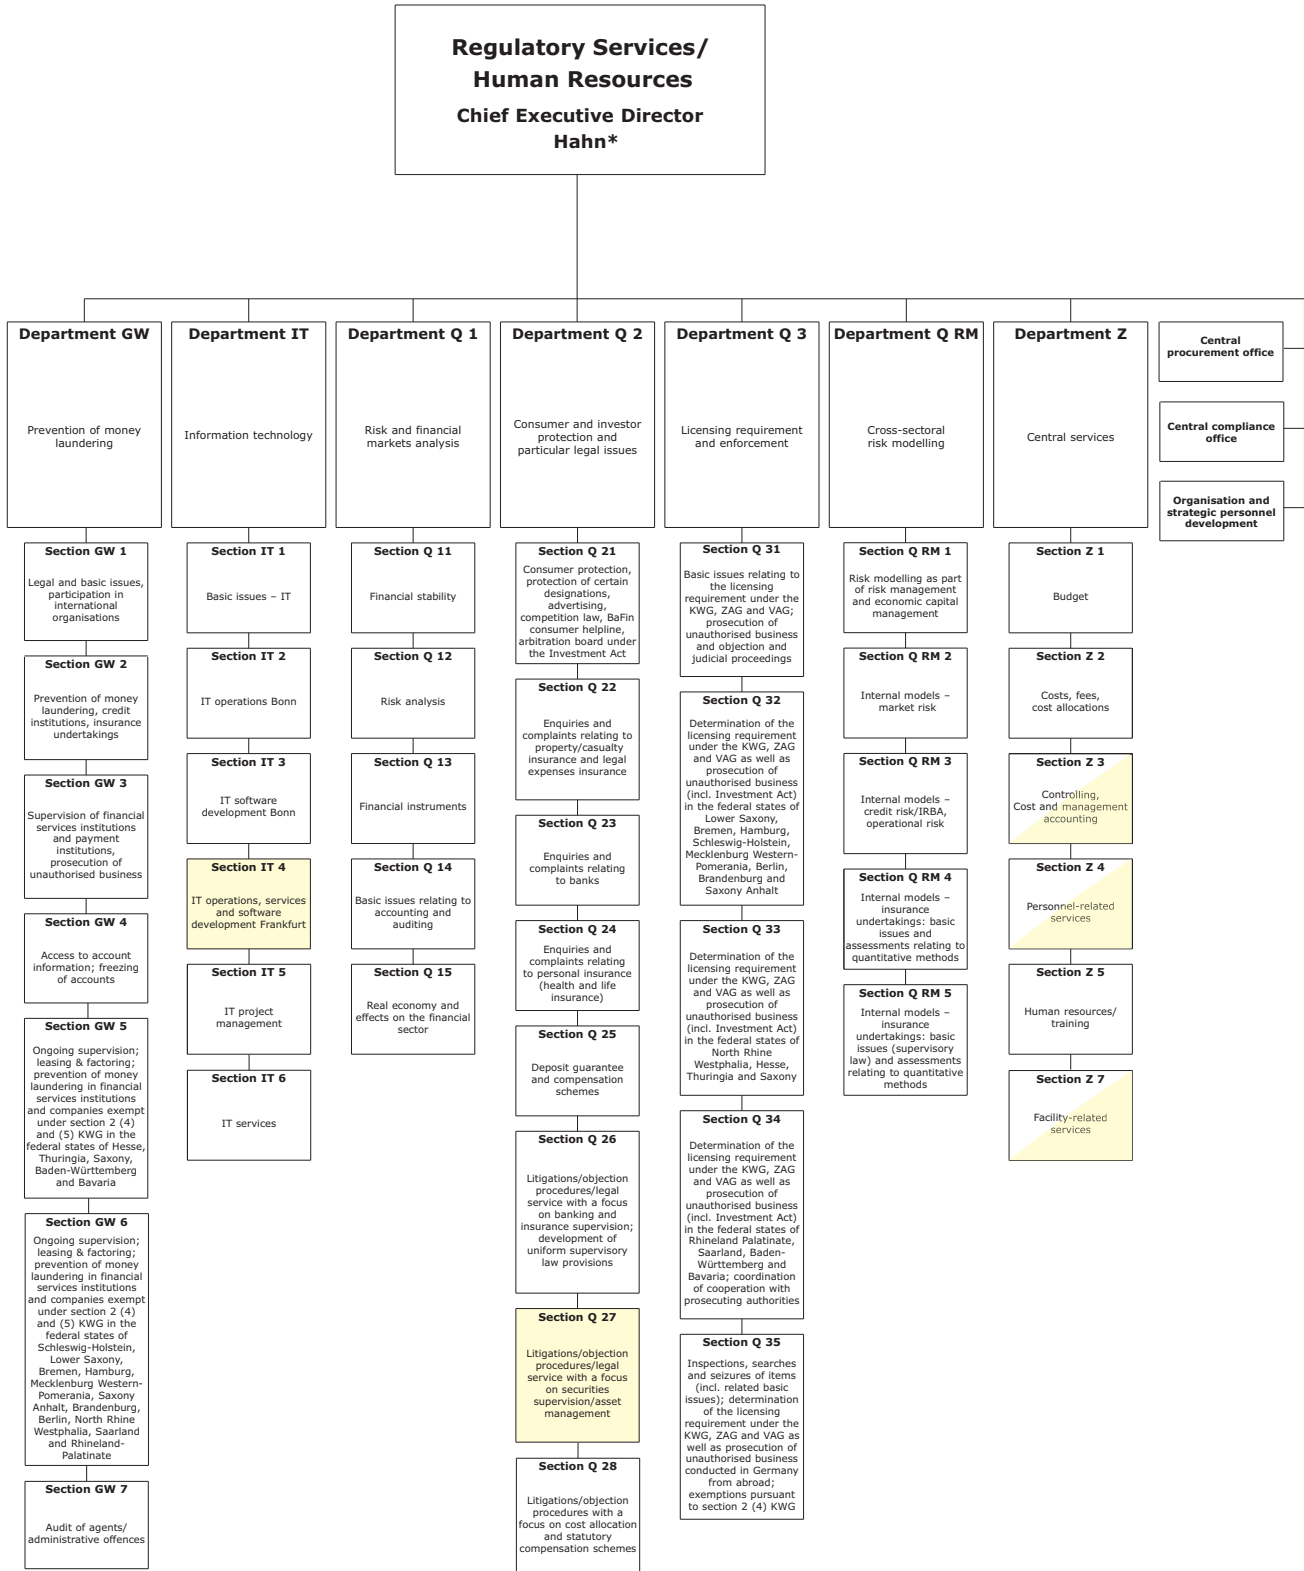 Regulatory Services/
Human Resources
Chief Executive Director
Hahn*
Department GW
Prevention of money
laundering
Section GW 1
Legal and basic issues,
participation in
international
organisations
Section GW 2
Prevention of money
laundering, credit
institutions, insurance
undertakings
Section GW 3
Supervision of financial
services institutions
and payment
institutions,
prosecution of
unauthorised business
Section GW 4
Access to account
information; freezing
of accounts
Section GW 5
Ongoing supervision;
leasing & factoring;
prevention of money
laundering in financial
services institutions
and companies exempt
under section 2 (4)
and (5) KWG in the
federal states of Hesse,
Thuringia, Saxony,
Baden-Württemberg
and Bavaria
Section GW 6
Ongoing supervision;
leasing & factoring;
prevention of money
laundering in financial
services institutions
and companies exempt
under section 2 (4)
and (5) KWG in the
federal states of
Schleswig-Holstein,
Lower Saxony,
Bremen, Hamburg,
Mecklenburg Western-
Pomerania, Saxony
Anhalt, Brandenburg,
Berlin, North Rhine
Westphalia, Saarland
and Rhineland-
Palatinate
Section GW 7
Audit of agents/
administrative offences
Department IT
Information technology
Section IT 1
Basic issues – IT
Section IT 2
IT operations Bonn
Section IT 3
IT software
development Bonn
Section IT 4
IT operations, services
and software
development Frankfurt
Section IT 5
IT project
management
Section IT 6
IT services
Department Q 1
Risk and financial
markets analysis
Section Q 11
Financial stability
Section Q 12
Risk analysis
Section Q 13
Financial instruments
Section Q 14
Basic issues relating to
accounting and
auditing
Section Q 15
Real economy and
effects on the financial
sector
Department Q 2
Consumer and investor
protection and
particular legal issues
Section Q 21
Consumer protection,
protection of certain
designations,
advertising,
competition law, BaFin
consumer helpline,
arbitration board under
the Investment Act
Section Q 22
Enquiries and
complaints relating to
property/casualty
insurance and legal
expenses insurance
Section Q 23
Enquiries and
complaints relating
to banks
Section Q 24
Enquiries and
complaints relating
to personal insurance
(health and life
insurance)
Section Q 25
Deposit guarantee
and compensation
schemes
Section Q 26
Litigations/objection
procedures/legal
service with a focus
on banking and
insurance supervision;
development of
uniform supervisory
law provisions
Section Q 27
Litigations/objection
procedures/legal
service with a focus
on securities
supervision/asset
management
Section Q 28
Litigations/objection
procedures with a
focus on cost allocation
and statutory
compensation schemes
Department Q 3
Licensing requirement
and enforcement
Section Q 31
Basic issues relating to
the licensing
requirement under the
KWG, ZAG and VAG;
prosecution of
unauthorised business
and objection and
judicial proceedings
Section Q 32
Determination of the
licensing requirement
under the KWG, ZAG
and VAG as well as
prosecution of
unauthorised business
(incl. Investment Act)
in the federal states of
Lower Saxony,
Bremen, Hamburg,
Schleswig-Holstein,
Mecklenburg Western-
Pomerania, Berlin,
Brandenburg and
Saxony Anhalt
Section Q 33
Determination of the
licensing requirement
under the KWG, ZAG
and VAG as well as
prosecution of
unauthorised business
(incl. Investment Act)
in the federal states of
North Rhine
Westphalia, Hesse,
Thuringia and Saxony
Section Q 34
Determination of the
licensing requirement
under the KWG, ZAG
and VAG as well as
prosecution of
unauthorised business
(incl. Investment Act)
in the federal states of
Rhineland Palatinate,
Saarland, Baden-
Württemberg and
Bavaria; coordination
of cooperation with
prosecuting authorities
Section Q 35
Inspections, searches
and seizures of items
(incl. related basic
issues); determination
of the licensing
requirement under the
KWG, ZAG and VAG as
well as prosecution of
unauthorised business
conducted in Germany
from abroad;
exemptions pursuant
to section 2 (4) KWG
Department Q RM
Cross-sectoral
risk modelling
Section Q RM 1
Risk modelling as part
of risk management
and economic capital
management
Section Q RM 2
Internal models –
market risk
Section Q RM 3
Internal models –
credit risk/IRBA,
operational risk
Section Q RM 4
Internal models –
insurance
undertakings: basic
issues and
assessments relating to
quantitative methods
Section Q RM 5
Internal models –
insurance
undertakings: basic
issues (supervisory
law) and assessments
relating to quantitative
methods
Department Z
Central services
Section Z 1
Budget
Section Z 2
Costs, fees,
cost allocations
Section Z 3
Controlling,
Cost and management
accounting
Section Z 4
Personnel-related
services
Section Z 5
Human resources/
training
Section Z 7
Facility-related
services
Central
procurement office
Central compliance
office
Organisation and
strategic personnel
development